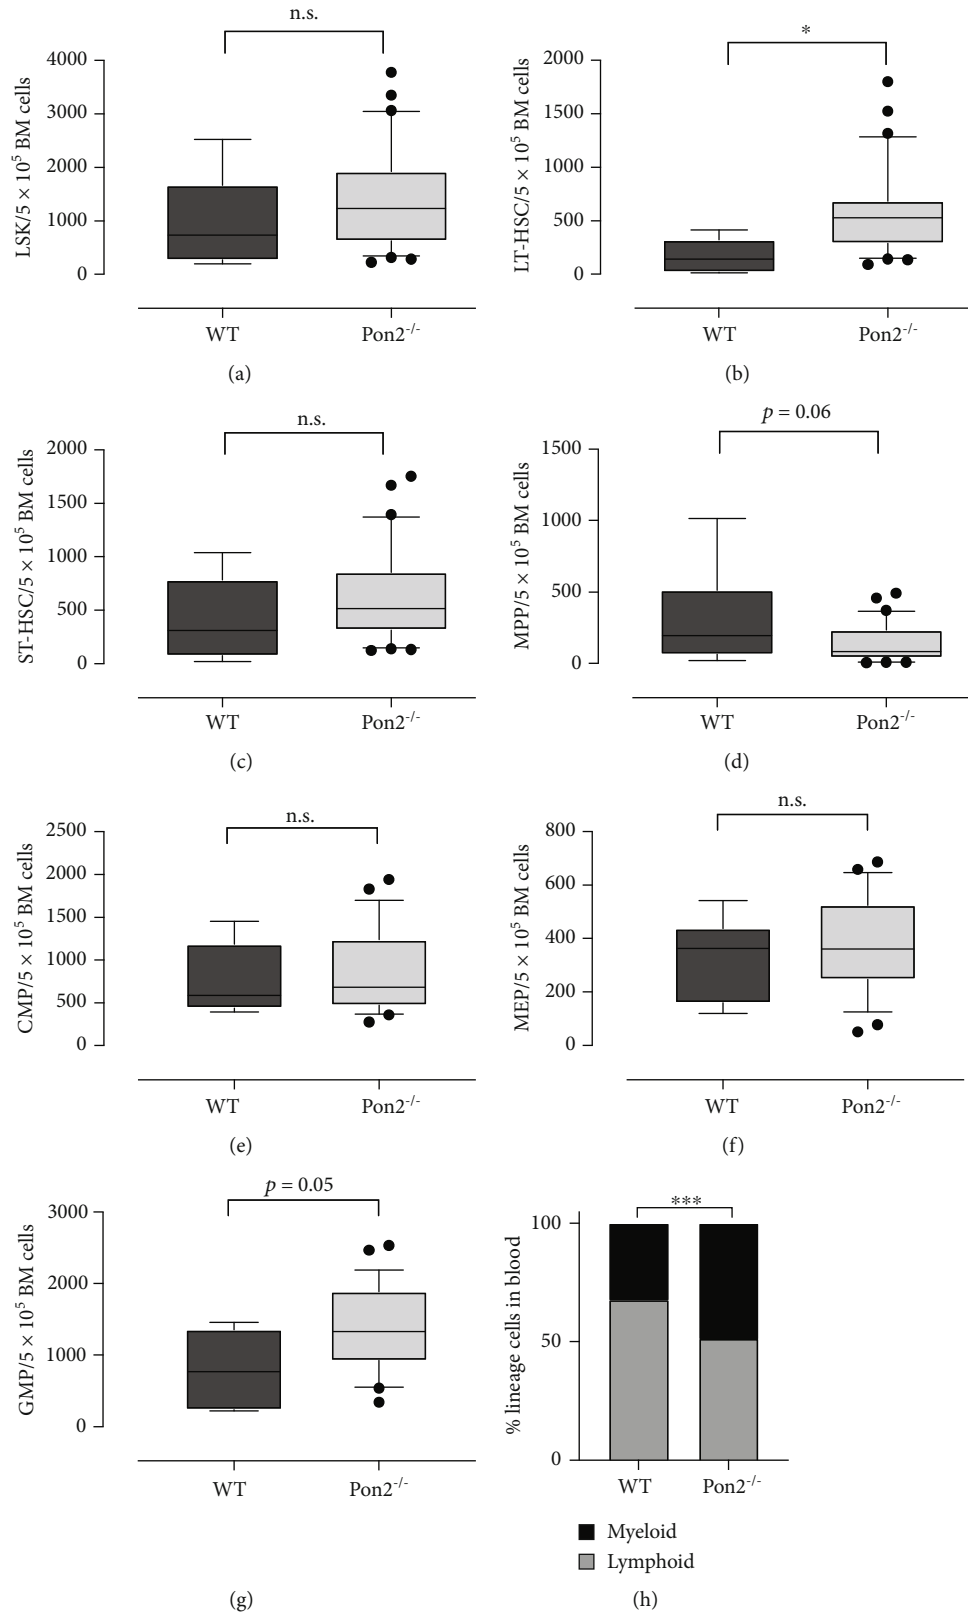 n.s.
LSK/5 × 10⁵ BM cells
4000
3000
2000
1000
0
WT
Pon2⁻/⁻
(a)
*
LT-HSC/5 × 10⁵ BM cells
2000
1500
1000
500
0
WT
Pon2⁻/⁻
(b)
n.s.
ST-HSC/5 × 10⁵ BM cells
2000
1500
1000
500
0
WT
Pon2⁻/⁻
(c)
p = 0.06
MPP/5 × 10⁵ BM cells
1500
1000
500
0
WT
Pon2⁻/⁻
(d)
n.s.
CMP/5 × 10⁵ BM cells
2500
2000
1500
1000
500
0
WT
Pon2⁻/⁻
(e)
n.s.
MEP/5 × 10⁵ BM cells
800
600
400
200
0
WT
Pon2⁻/⁻
(f)
p = 0.05
GMP/5 × 10⁵ BM cells
3000
2000
1000
0
WT
Pon2⁻/⁻
(g)
***
% lineage cells in blood
100
50
0
WT
Pon2⁻/⁻
Myeloid
Lymphoid
(h)